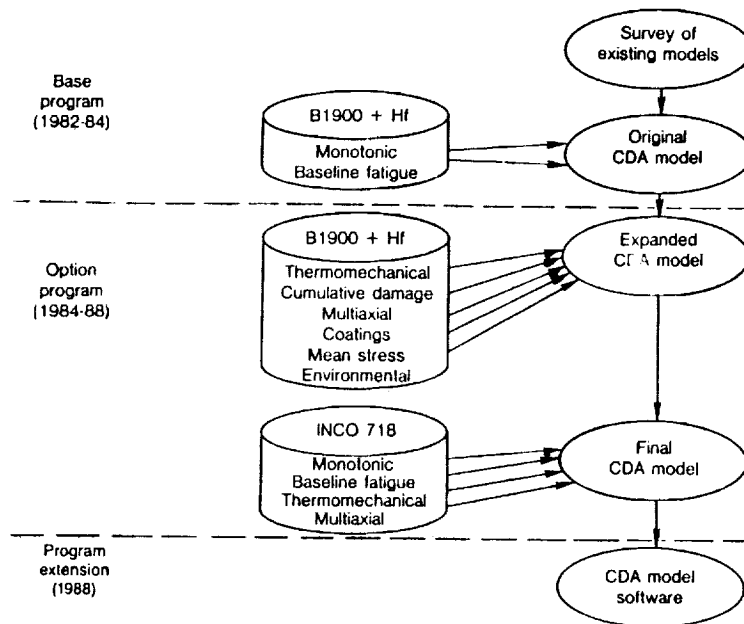 Survey of
existing models
Base
program
(1982-84)
B1900 + Hf
Monotonic
Baseline fatigue
Original
CDA model
Option
program
(1984-88)
B1900 + Hf
Thermomechanical
Cumulative damage
Multiaxial
Coatings
Mean stress
Environmental
Expanded
CDA model
INCO 718
Monotonic
Baseline fatigue
Thermomechanical
Multiaxial
Final
CDA model
Program
extension
(1988)
CDA model
software